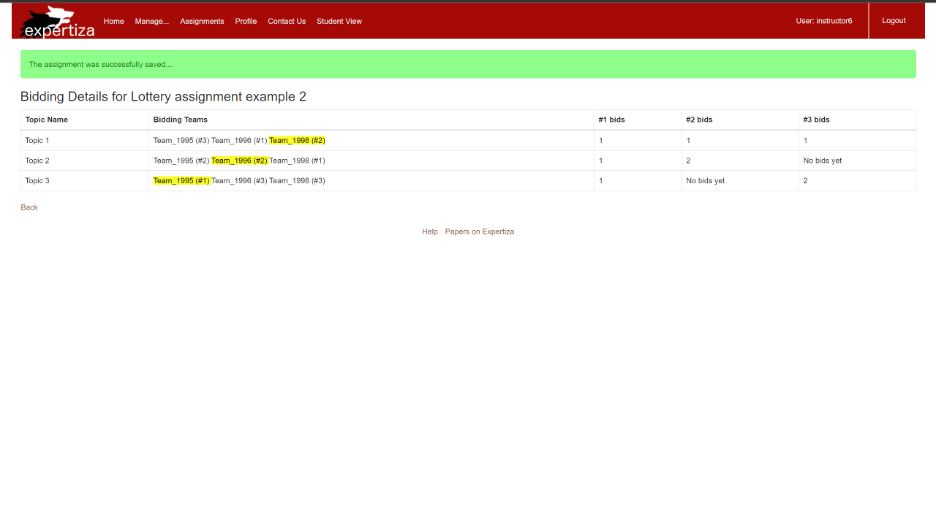 expertiza Home Manage... Assignments Profile Contact Us Student View User: instructor6 Logout
The assignment was successfully saved....
Bidding Details for Lottery assignment example 2
Topic Name Bidding Teams #1 bids #2 bids #3 bids
Topic 1 Team_1995 (#3) Team_1996 (#1) Team_1998 (#2) 1 1 1
Topic 2 Team_1995 (#2) Team_1996 (#2) Team_1998 (#1) 1 2 No bids yet
Topic 3 Team_1995 (#1) Team_1996 (#3) Team_1998 (#3) 1 No bids yet 2
Back
Help Papers on Expertiza